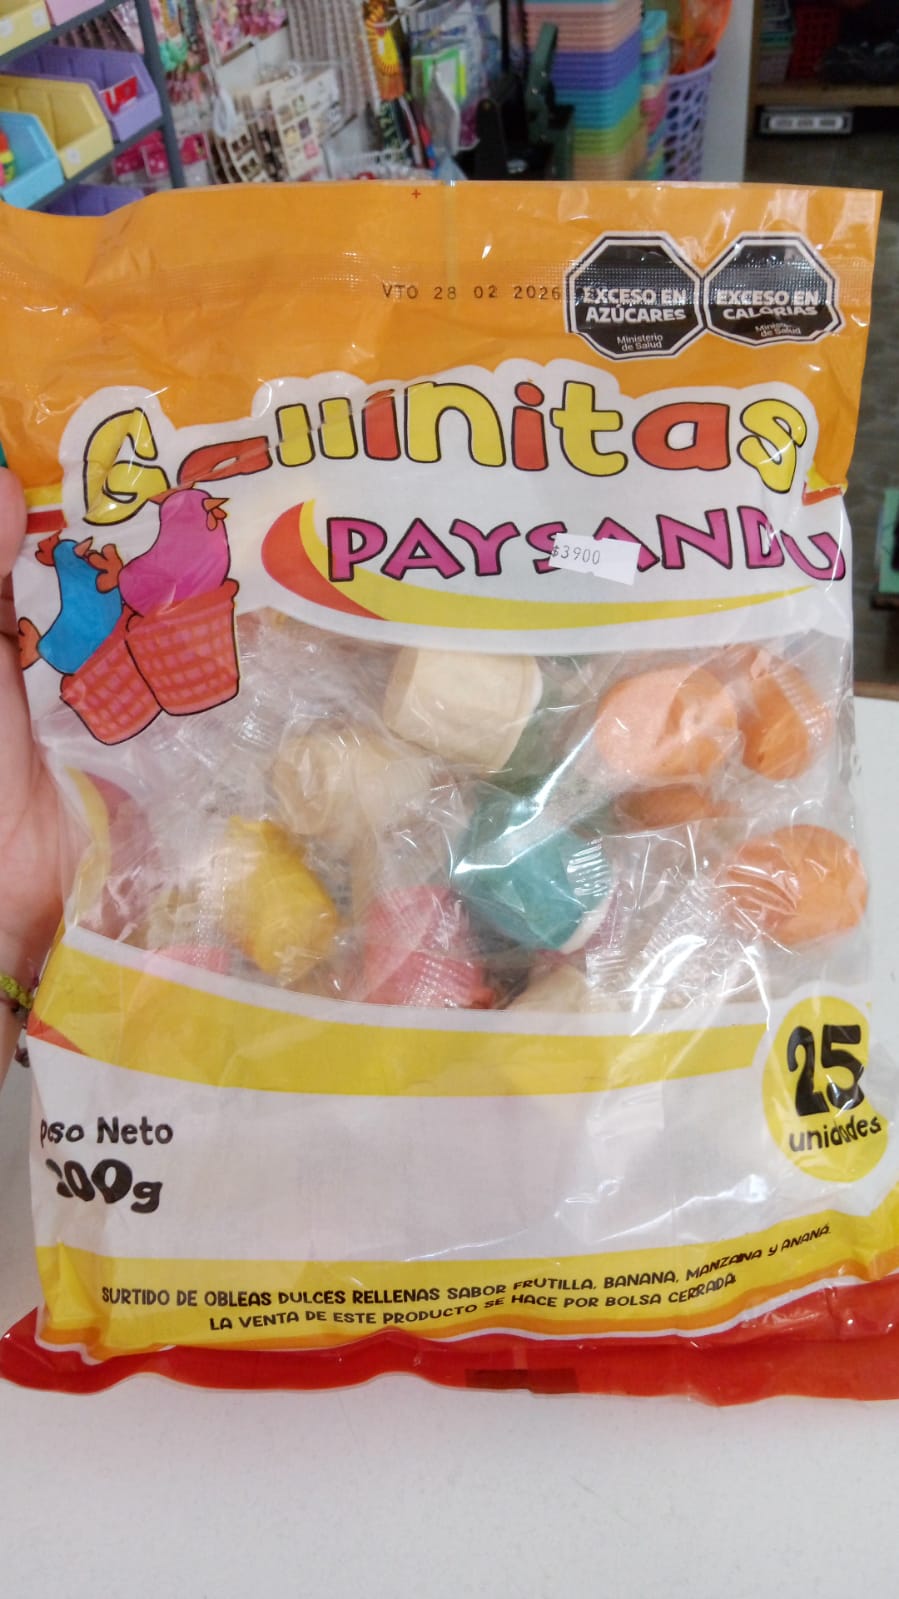 VTO 28 02 2026
EXCESO EN
AZÚCARES
Ministerio
de Salud
EXCESO EN
CALORÍAS
Ministerio
de Salud
Gallinitas
PAYSANDU
$3900
25
unidades
Peso Neto
SURTIDO DE OBLEAS DULCES RELLENAS SABOR FRUTILLA, BANANA, MANZANA Y ANANÁ.
LA VENTA DE ESTE PRODUCTO SE HACE POR BOLSA CERRADA.